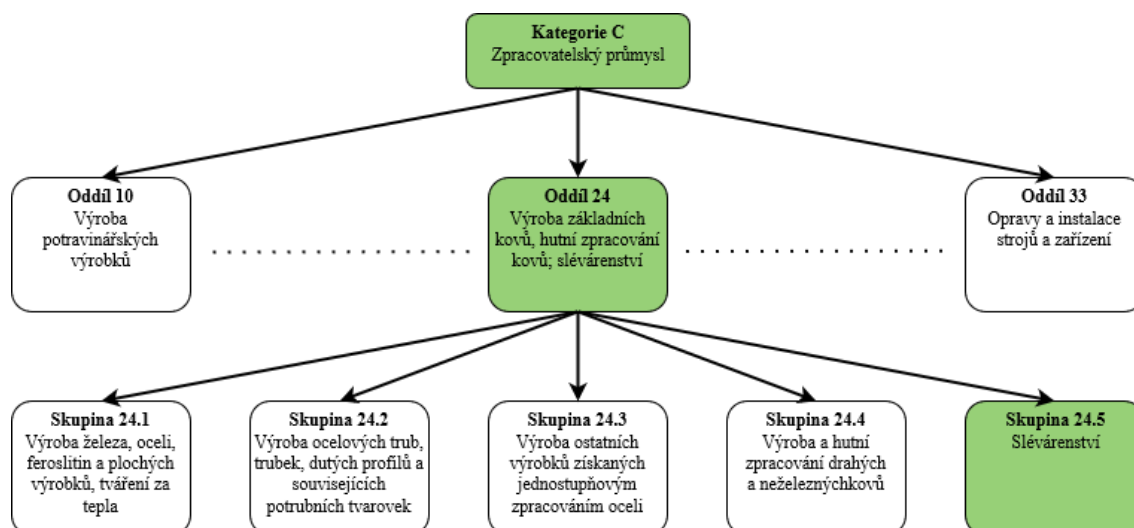 Kategorie C
Zpracovatelský průmysl
Oddíl 10
Výroba
potravinářských
výrobků
Oddíl 24
Výroba základních
kovů, hutní zpracování
kovů; slévárenství
Oddíl 33
Opravy a instalace
strojů a zařízení
Skupina 24.1
Výroba železa, oceli,
feroslitin a plochých
výrobků, tváření za
tepla
Skupina 24.2
Výroba ocelových trub,
trubek, dutých profilů a
souvisejících
potrubních tvarovek
Skupina 24.3
Výroba ostatních
výrobků získaných
jednostupňovým
zpracováním oceli
Skupina 24.4
Výroba a hutní
zpracování drahých
a neželeznýchkovů
Skupina 24.5
Slévárenství